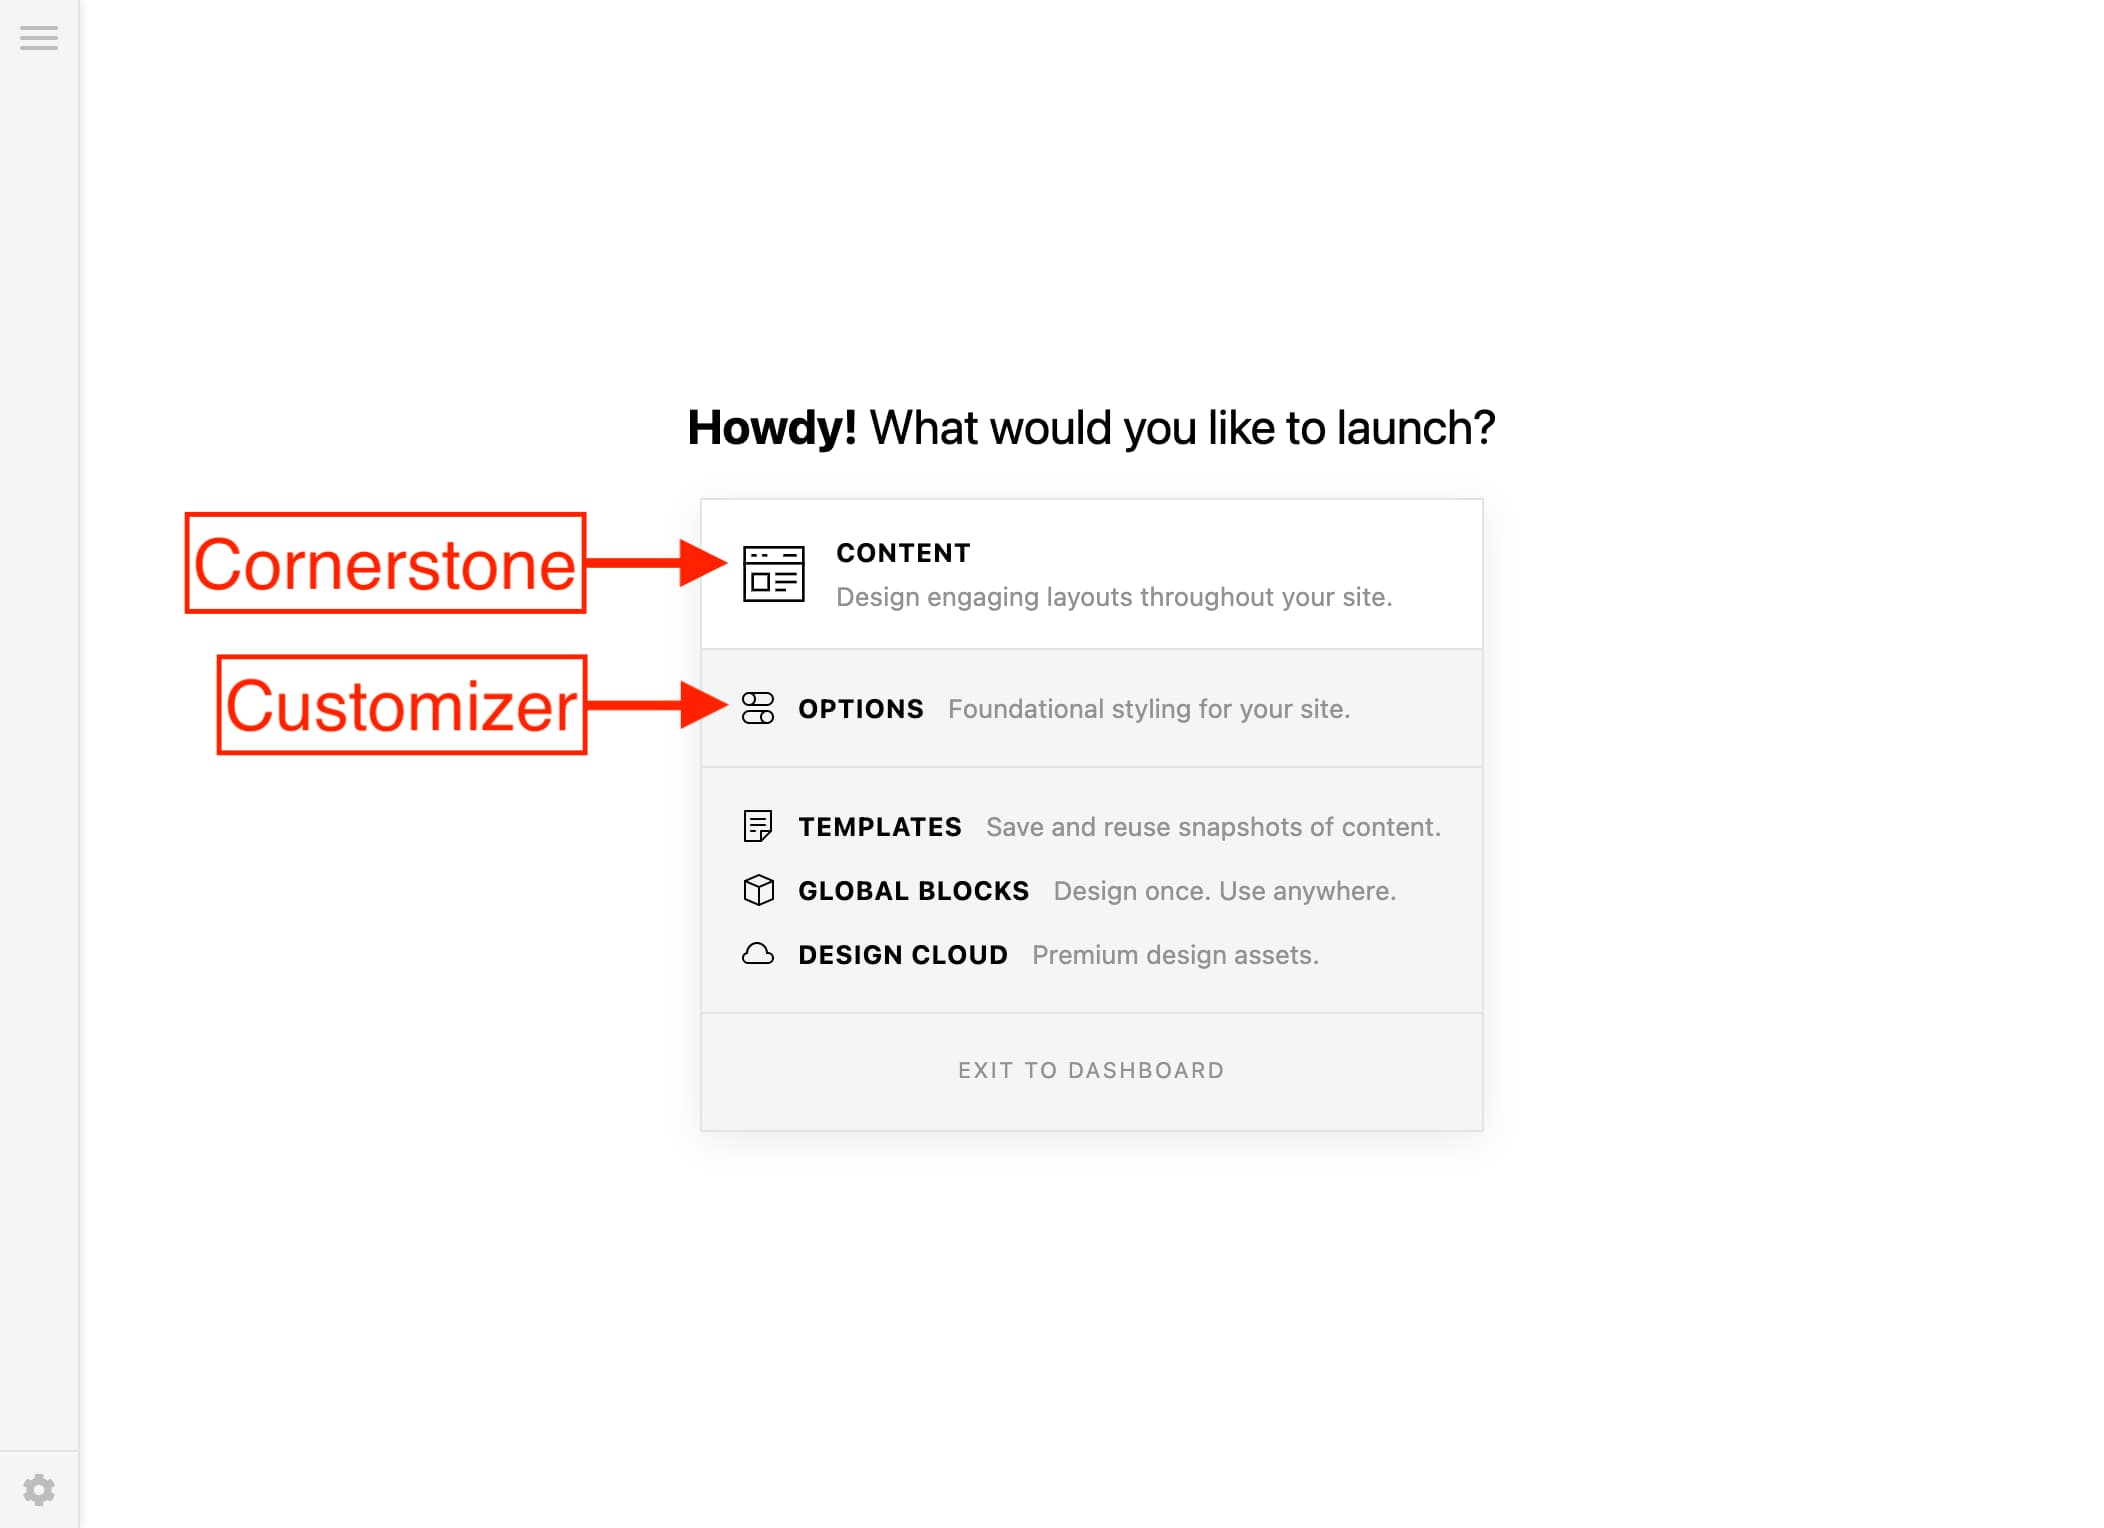 Howdy! What would you like to launch?
Cornerstone
CONTENT
Design engaging layouts throughout your site.
Customizer
OPTIONS Foundational styling for your site.
TEMPLATES Save and reuse snapshots of content.
GLOBAL BLOCKS Design once. Use anywhere.
DESIGN CLOUD Premium design assets.
EXIT TO DASHBOARD